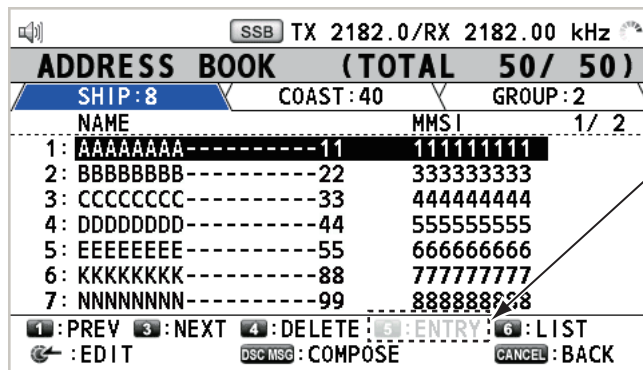 SSB TX 2182.0/RX 2182.00 kHz
ADDRESS BOOK (TOTAL 50/ 50)
SHIP:8 COAST:40 GROUP:2
NAME MMSI 1/ 2
1: AAAAAAAA----------11 111111111
2: BBBBBBBB----------22 333333333
3: CCCCCCCC----------33 444444444
4: DDDDDDDD----------44 555555555
5: EEEEEEEE----------55 666666666
6: KKKKKKKK----------88 777777777
7: NNNNNNNN----------99 888888888
1 :PREV 3 :NEXT 4 :DELETE 5 :ENTRY 6 :LIST
:EDIT DSC MSG :COMPOSE CANCEL :BACK